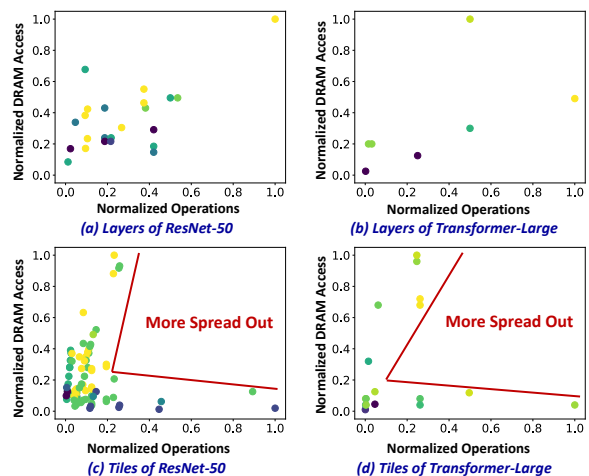 Normalized DRAM Access
1.0
0.8
0.6
0.4
0.2
0.0
0.0 0.2 0.4 0.6 0.8 1.0
Normalized Operations
(a) Layers of ResNet-50
Normalized DRAM Access
1.0
0.8
0.6
0.4
0.2
0.0
0.0 0.2 0.4 0.6 0.8 1.0
Normalized Operations
(b) Layers of Transformer-Large
Normalized DRAM Access
1.0
0.8
0.6
0.4
0.2
0.0
More Spread Out
0.0 0.2 0.4 0.6 0.8 1.0
Normalized Operations
(c) Tiles of ResNet-50
Normalized DRAM Access
1.0
0.8
0.6
0.4
0.2
0.0
More Spread Out
0.0 0.2 0.4 0.6 0.8 1.0
Normalized Operations
(d) Tiles of Transformer-Large